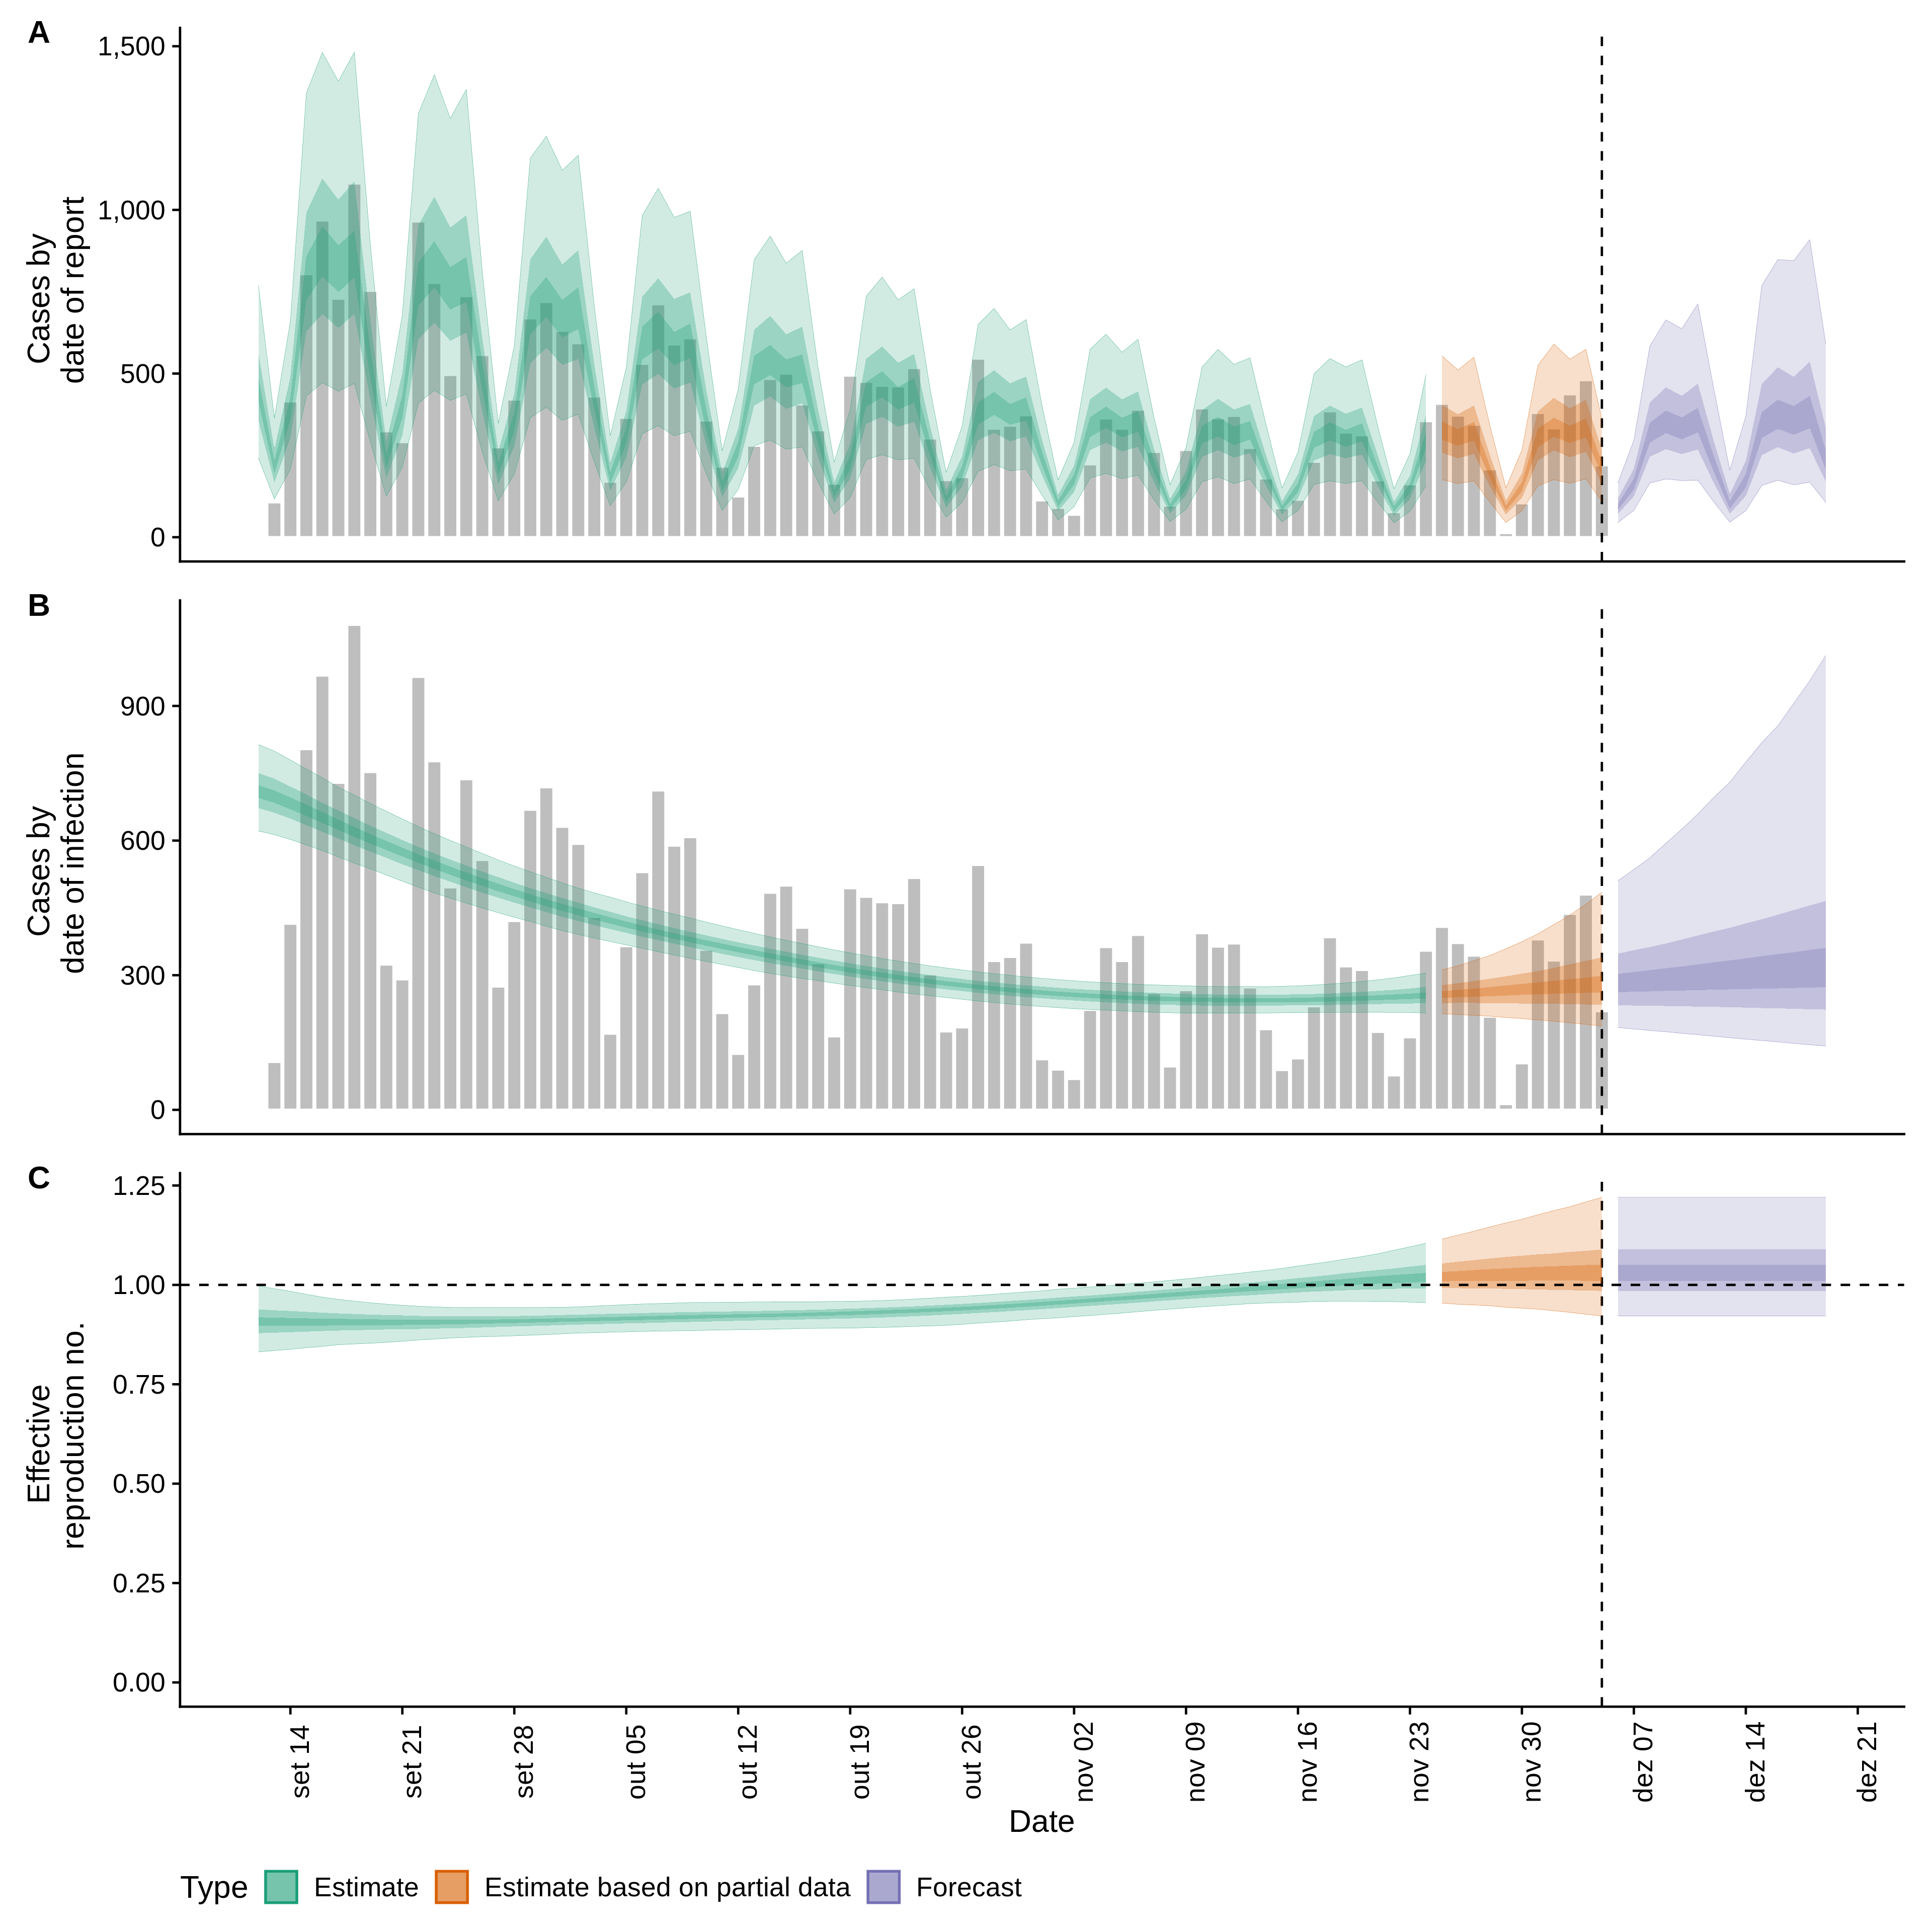 A
1,500
1,000
500
0
Cases by
date of report
B
900
600
300
0
Cases by
date of infection
C
1.25
1.00
0.75
0.50
0.25
0.00
Effective
reproduction no.
set 14
set 21
set 28
out 05
out 12
out 19
out 26
nov 02
nov 09
nov 16
nov 23
nov 30
dez 07
dez 14
dez 21
Date
Type Estimate Estimate based on partial data Forecast